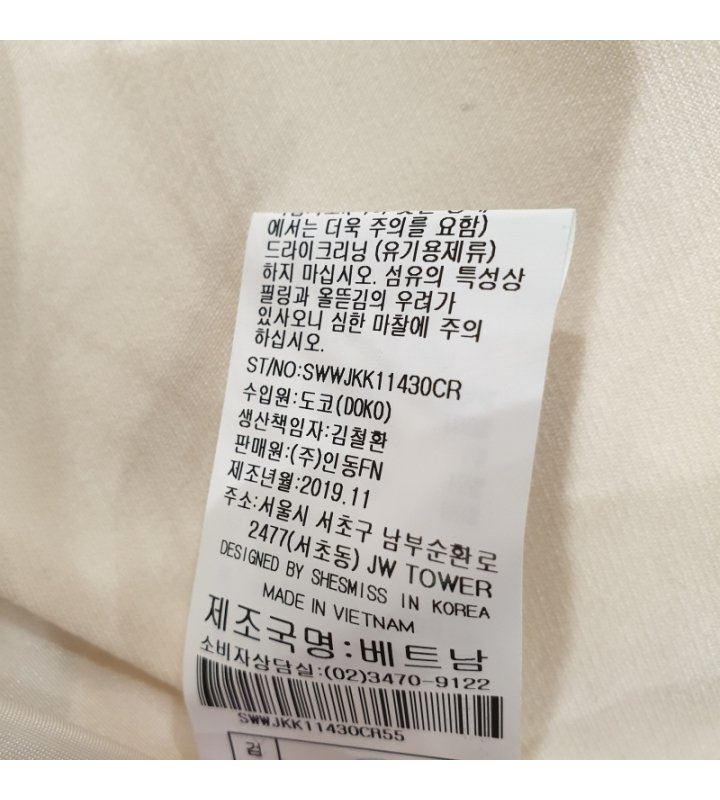 에서는 더욱 주의를 요함)
드라이크리닝 (유기용제류)
하지 마십시오. 섬유의 특성상
필링과 올뜯김의 우려가
있사오니 심한 마찰에 주의
하십시오.
ST/NO:SWWJKK11430CR
수입원:도코(DOKO)
생산책임자:김철환
판매원:(주)인동FN
제조년월:2019.11
주소:서울시 서초구 남부순환로
2477(서초동) JW TOWER
DESIGNED BY SHESMISS IN KOREA
MADE IN VIETNAM
제조국명:베트남
소비자상담실:(02)3470-9122
SWWJKK11430CR55
검